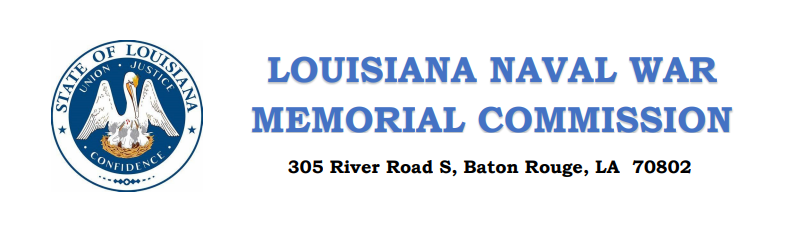 STATE OF LOUISIANA
UNION · JUSTICE
· CONFIDENCE ·
LOUISIANA NAVAL WAR
MEMORIAL COMMISSION
305 River Road S, Baton Rouge, LA  70802